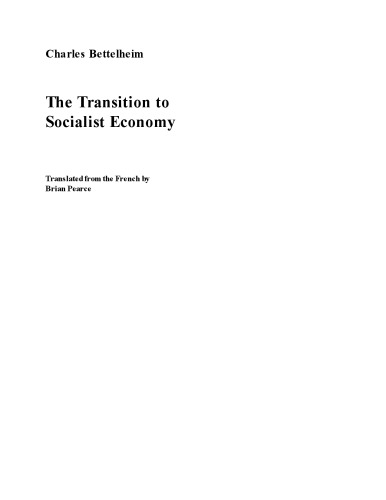 Charles Bettelheim
The Transition to
Socialist Economy
Translated from the French by
Brian Pearce